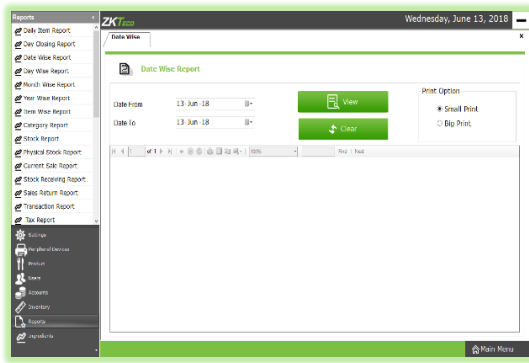 Reports
ZKTeco
Wednesday, June 13, 2018
Daily Item Report
Day Closing Report
Date Wise Report
Day Wise Report
Month Wise Report
Year Wise Report
Item Wise Report
Category Report
Stock Report
Physical Stock Report
Current Sale Report
Stock Receiving Report
Sales Return Report
Transaction Report
Tax Report
Settings
Peripheral Devices
Product
Users
Accounts
Inventory
Reports
Ingredients
Date Wise
x
Date Wise Report
Date From
13-Jun-18
Date To
13-Jun-18
View
Clear
Print Option
Small Print
Big Print
1 of 1
100%
Find | Next
Main Menu